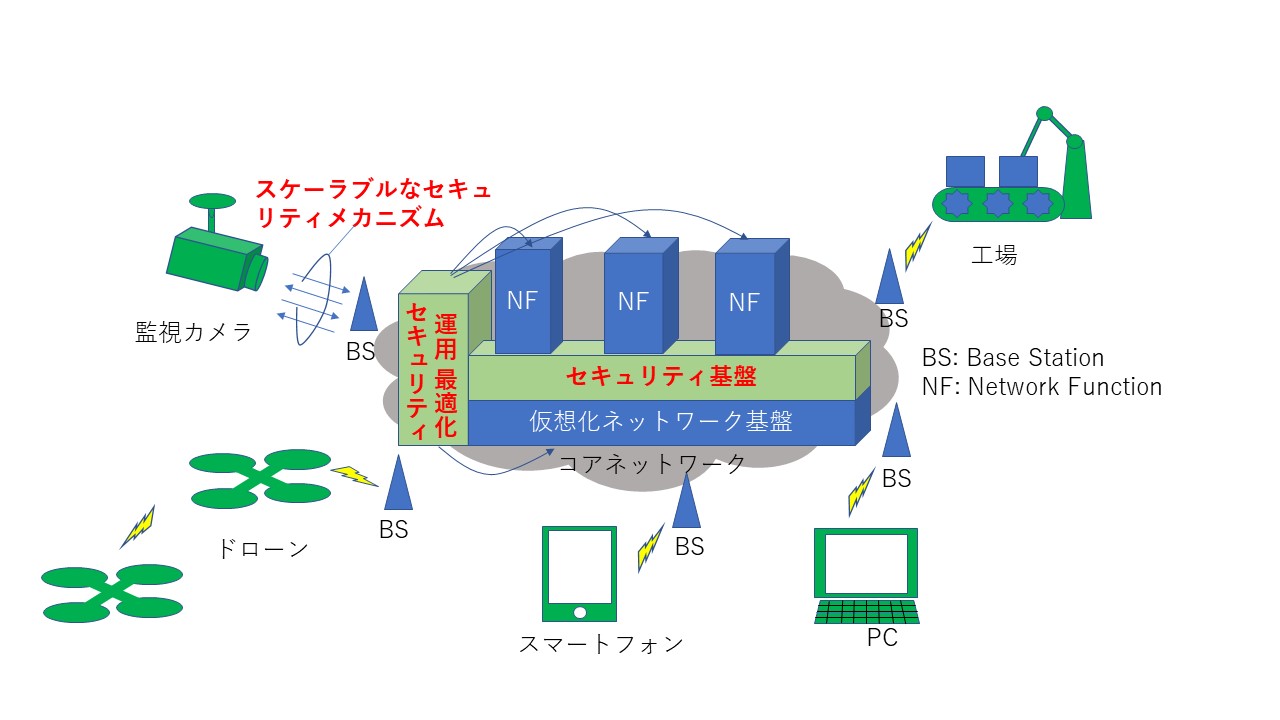 スケーラブルなセキュ
リティメカニズム
監視カメラ
BS
NF
NF
NF
工場
BS
BS: Base Station
NF: Network Function
セキュリティ
運用 最適化
セキュリティ基盤
仮想化ネットワーク基盤
コアネットワーク
BS
BS
BS
ドローン
スマートフォン
PC